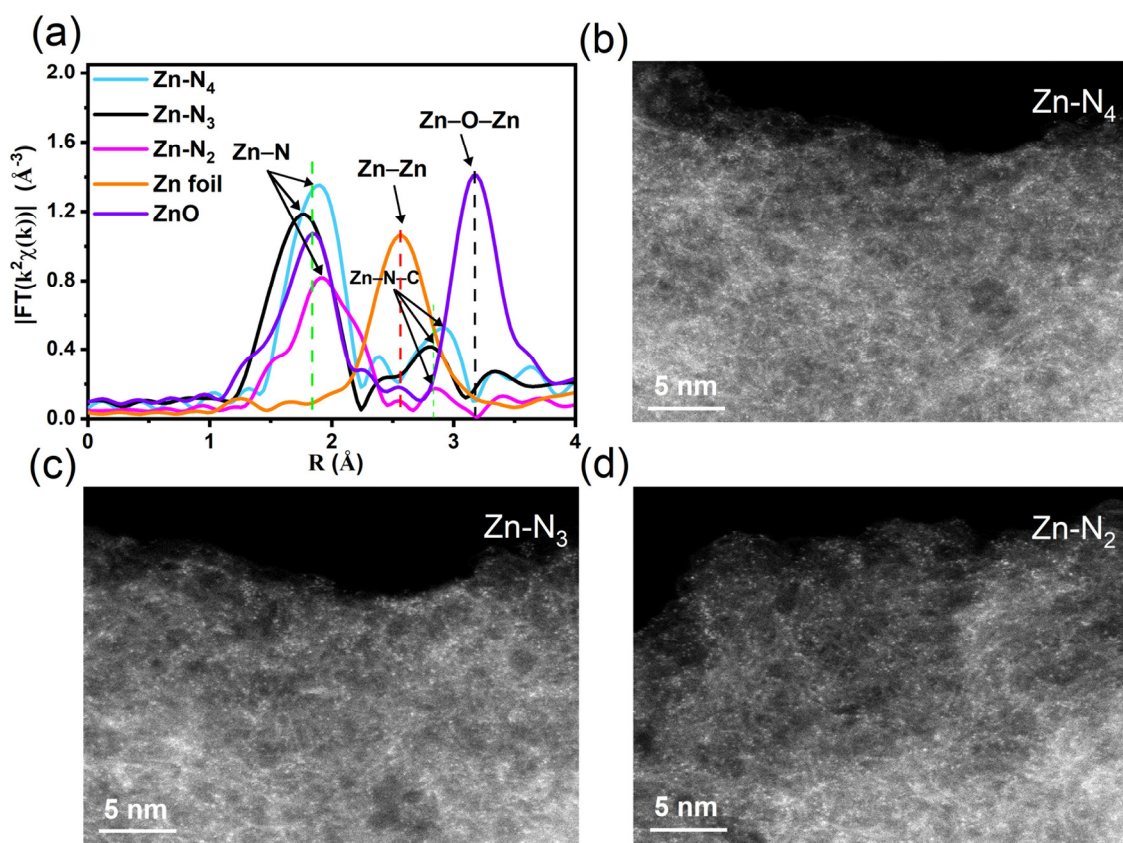 (a)
|FT(k²χ(k))| (Å⁻³)
2.0
1.6
1.2
0.8
0.4
0.0
Zn-N₄
Zn-N₃
Zn-N₂
Zn foil
ZnO
Zn–N
Zn–Zn
Zn–O–Zn
Zn–N–C
0 1 2 3 4
R (Å)
(b)
Zn-N₄
5 nm
(c)
Zn-N₃
5 nm
(d)
Zn-N₂
5 nm